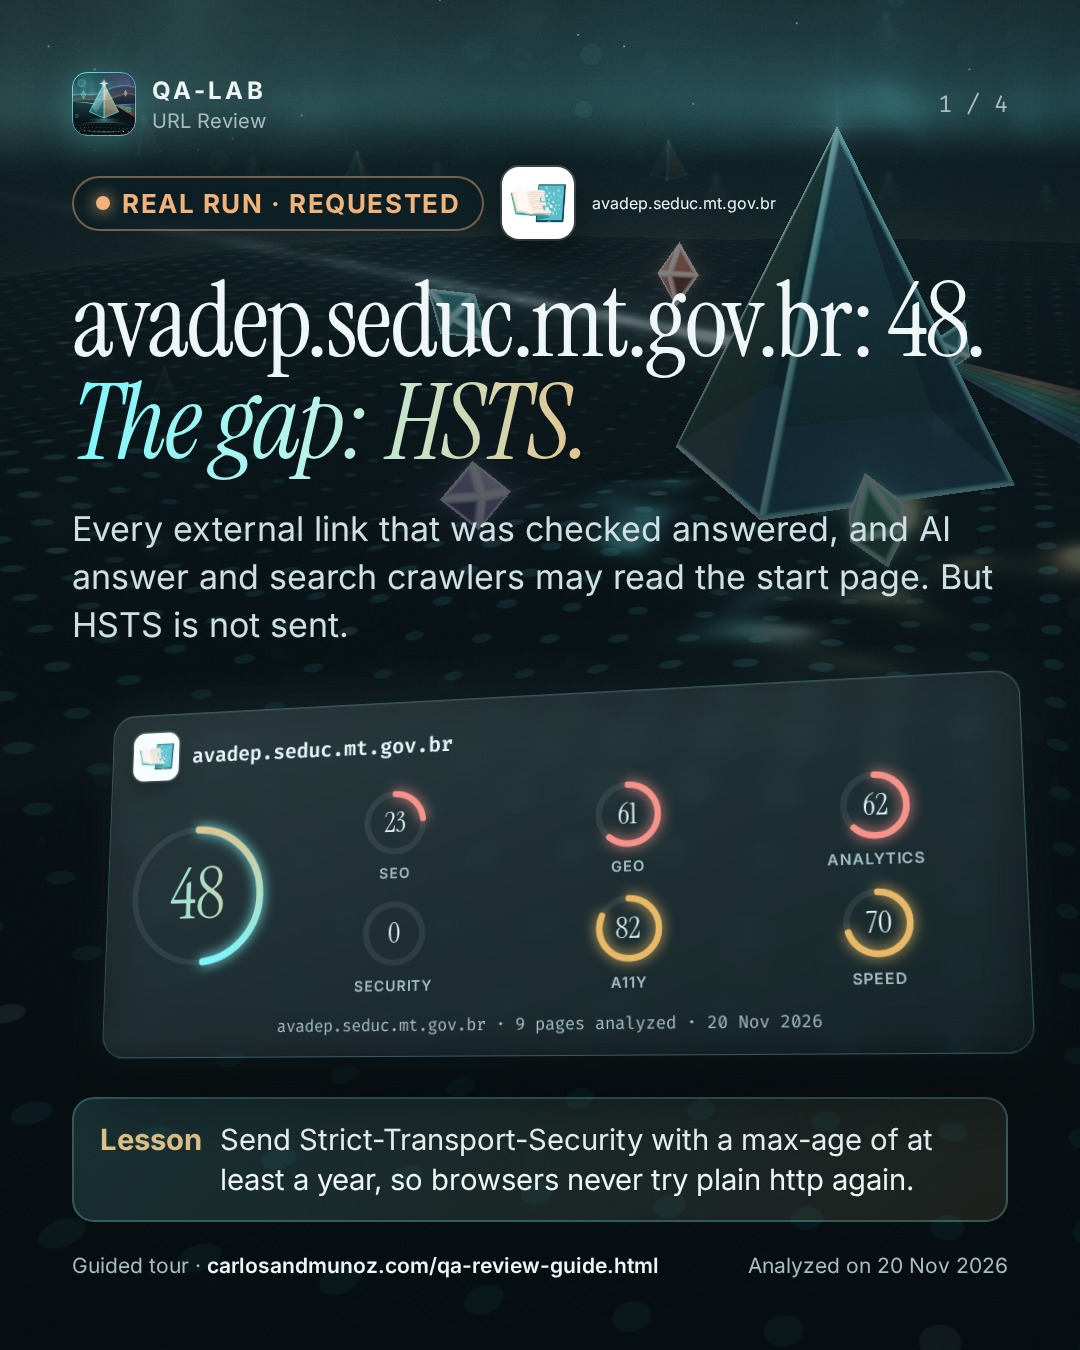 QA-LAB
URL Review
1 / 4
REAL RUN · REQUESTED
avadep.seduc.mt.gov.br
avadep.seduc.mt.gov.br: 48.
The gap: HSTS.
Every external link that was checked answered, and AI
answer and search crawlers may read the start page. But
HSTS is not sent.
avadep.seduc.mt.gov.br
48
23
SEO
61
GEO
62
ANALYTICS
0
SECURITY
82
A11Y
70
SPEED
avadep.seduc.mt.gov.br · 9 pages analyzed · 20 Nov 2026
Lesson Send Strict-Transport-Security with a max-age of at
least a year, so browsers never try plain http again.
Guided tour · carlosandmunoz.com/qa-review-guide.html
Analyzed on 20 Nov 2026